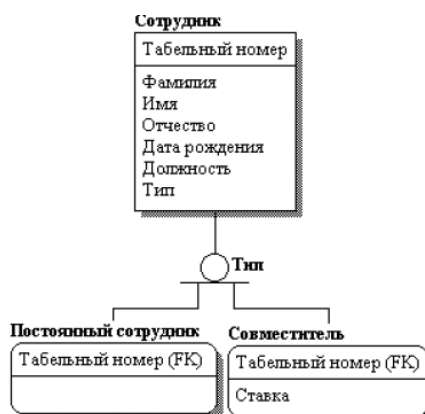 Сотрудник
Табельный номер
Фамилия
Имя
Отчество
Дата рождения
Должность
Тип
Тип
Постоянный сотрудник
Табельный номер (FK)
Совместитель
Табельный номер (FK)
Ставка